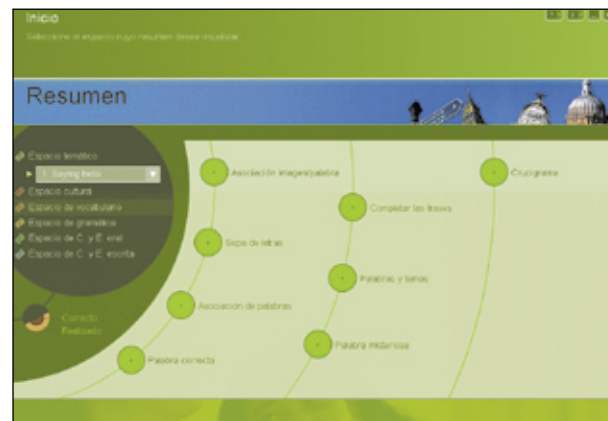 Inicio
Seleccione el espacio cuyo resumen desea visualizar.
Resumen
Espacio temático
1. Saying hello
Espacio cultural
Espacio de vocabulario
Espacio de gramática
Espacio de C. y E. oral
Espacio de C. y E. escrita
Correcto
Realizado
Asociación imagen/palabra
Sopa de letras
Asociación de palabras
Palabra correcta
Completar las frases
Palabras y temas
Palabra misteriosa
Crucigrama